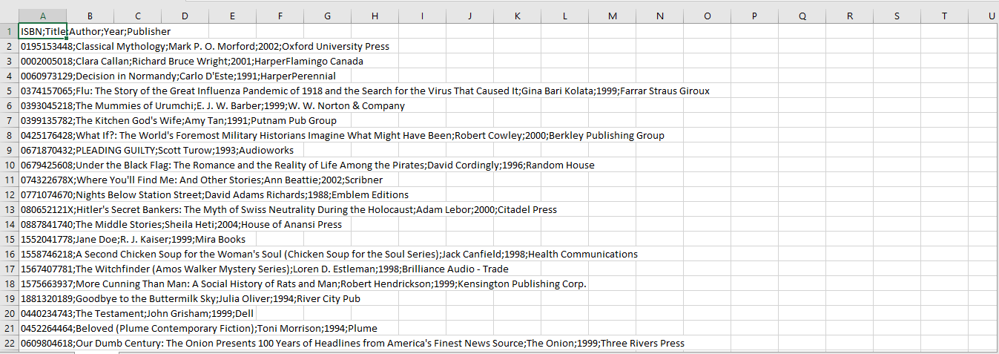 A B C D E F G H I J K L M N O P Q R S T U
1 ISBN;Title;Author;Year;Publisher
2 0195153448;Classical Mythology;Mark P. O. Morford;2002;Oxford University Press
3 0002005018;Clara Callan;Richard Bruce Wright;2001;HarperFlamingo Canada
4 0060973129;Decision in Normandy;Carlo D'Este;1991;HarperPerennial
5 0374157065;Flu: The Story of the Great Influenza Pandemic of 1918 and the Search for the Virus That Caused It;Gina Bari Kolata;1999;Farrar Straus Giroux
6 0393045218;The Mummies of Urumchi;E. J. W. Barber;1999;W. W. Norton & Company
7 0399135782;The Kitchen God's Wife;Amy Tan;1991;Putnam Pub Group
8 0425176428;What If?: The World's Foremost Military Historians Imagine What Might Have Been;Robert Cowley;2000;Berkley Publishing Group
9 0671870432;PLEADING GUILTY;Scott Turow;1993;Audioworks
10 0679425608;Under the Black Flag: The Romance and the Reality of Life Among the Pirates;David Cordingly;1996;Random House
11 074322678X;Where You'll Find Me: And Other Stories;Ann Beattie;2002;Scribner
12 0771074670;Nights Below Station Street;David Adams Richards;1988;Emblem Editions
13 080652121X;Hitler's Secret Bankers: The Myth of Swiss Neutrality During the Holocaust;Adam Lebor;2000;Citadel Press
14 0887841740;The Middle Stories;Sheila Heti;2004;House of Anansi Press
15 1552041778;Jane Doe;R. J. Kaiser;1999;Mira Books
16 1558746218;A Second Chicken Soup for the Woman's Soul (Chicken Soup for the Soul Series);Jack Canfield;1998;Health Communications
17 1567407781;The Witchfinder (Amos Walker Mystery Series);Loren D. Estleman;1998;Brilliance Audio - Trade
18 1575663937;More Cunning Than Man: A Social History of Rats and Man;Robert Hendrickson;1999;Kensington Publishing Corp.
19 1881320189;Goodbye to the Buttermilk Sky;Julia Oliver;1994;River City Pub
20 0440234743;The Testament;John Grisham;1999;Dell
21 0452264464;Beloved (Plume Contemporary Fiction);Toni Morrison;1994;Plume
22 0609804618;Our Dumb Century: The Onion Presents 100 Years of Headlines from America's Finest News Source;The Onion;1999;Three Rivers Press